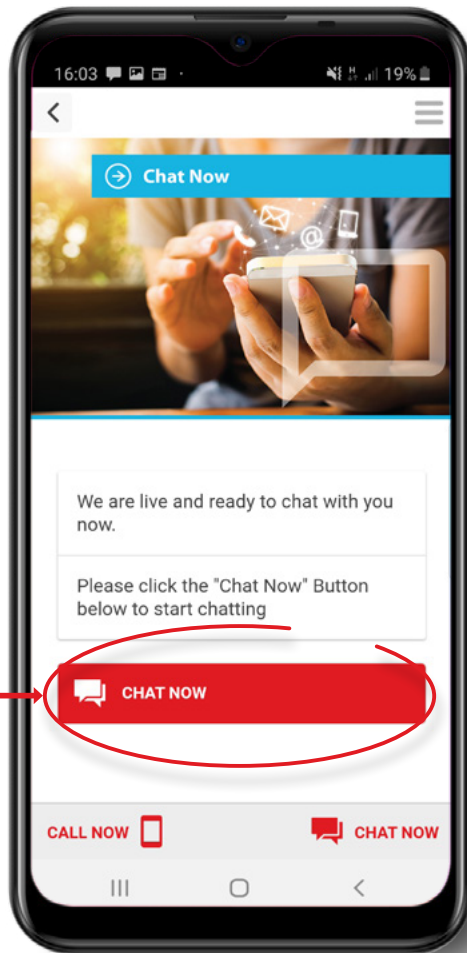 16:03
19%
Chat Now
@
We are live and ready to chat with you
now.
Please click the "Chat Now" Button
below to start chatting
CHAT NOW
CALL NOW
CHAT NOW